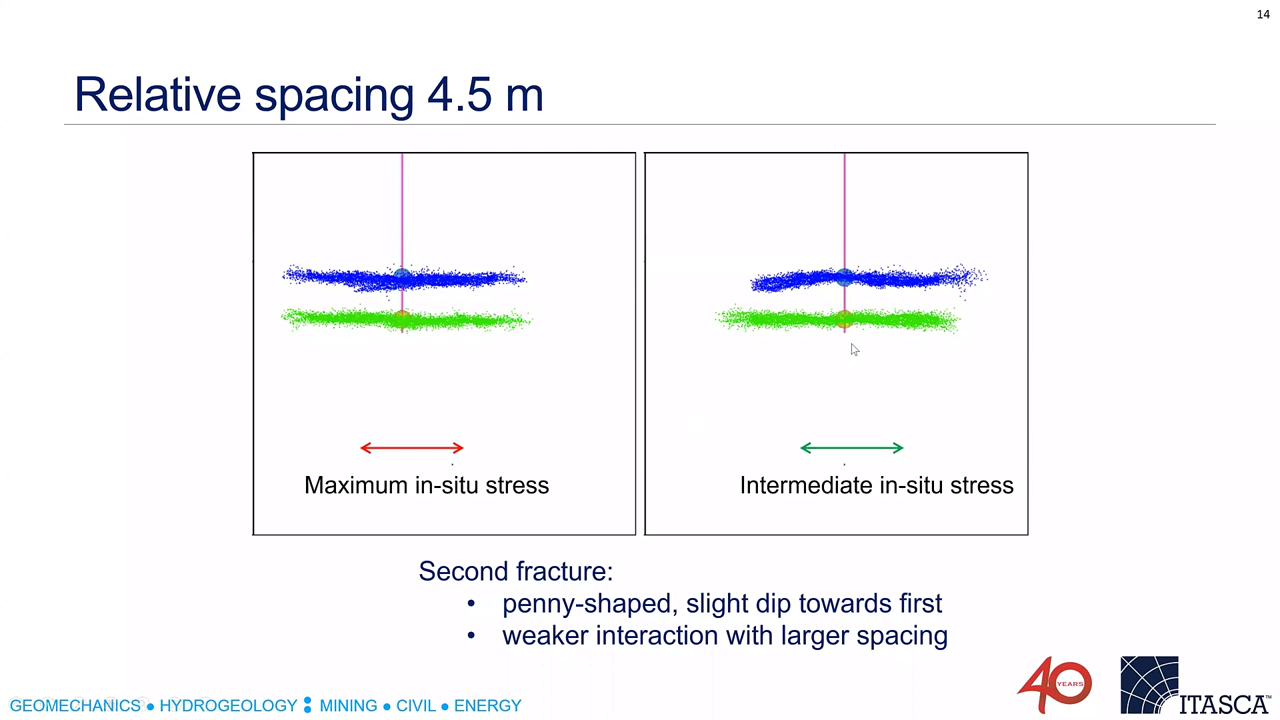 14
Relative spacing 4.5 m
Maximum in-situ stress
Intermediate in-situ stress
Second fracture:
• penny-shaped, slight dip towards first
• weaker interaction with larger spacing
40 YEARS
ITASCA™
GEOMECHANICS ● HYDROGEOLOGY : MINING ● CIVIL ● ENERGY